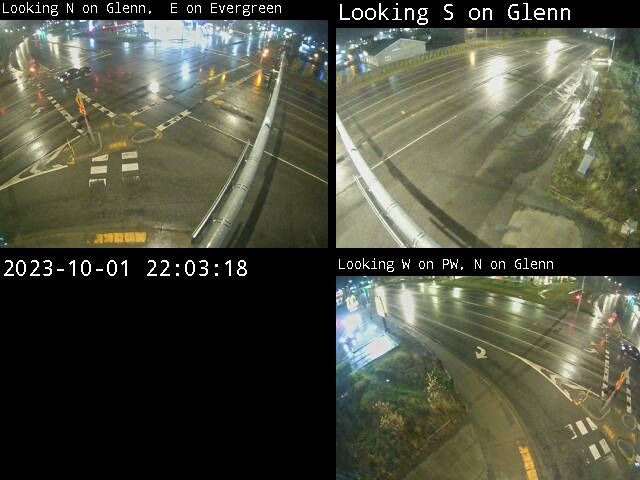 Looking N on Glenn, E on Evergreen
Looking S on Glenn
2023-10-01 22:03:18
Looking W on PW, N on Glenn